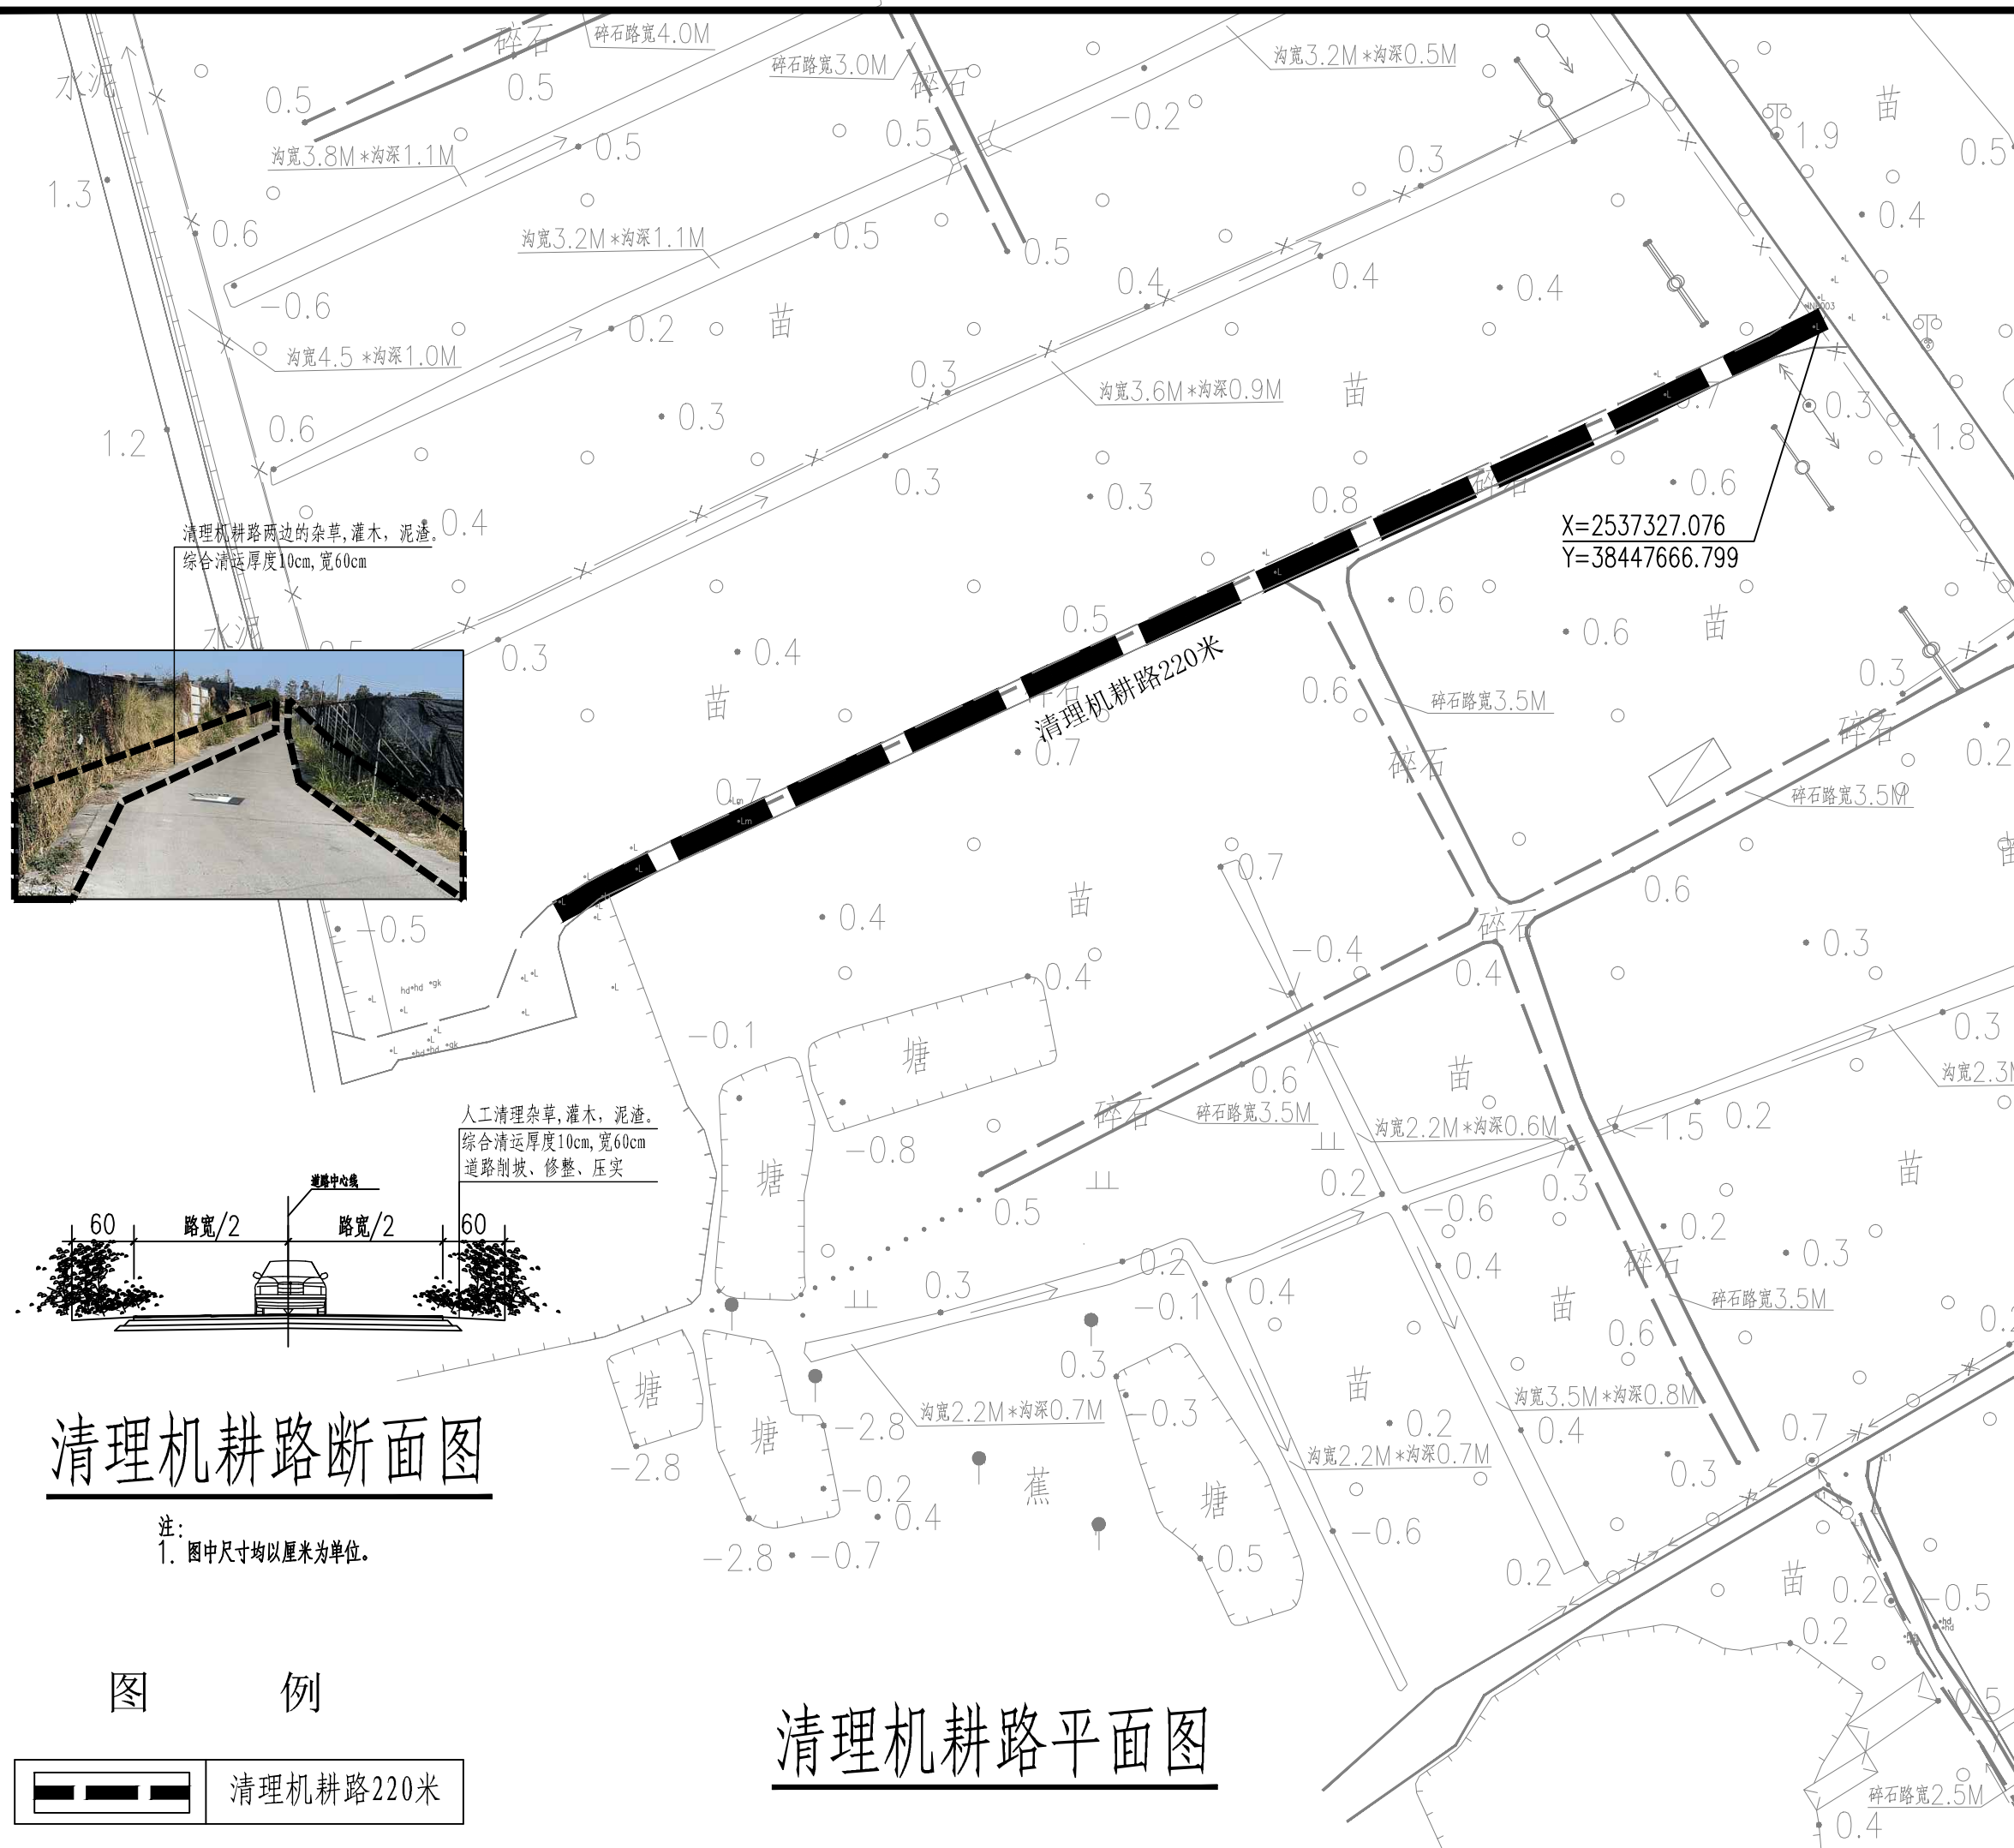 碎石
碎石路宽4.0M
碎石路宽3.0M
碎石
沟宽3.2M*沟深0.5M
水泥
0.5
0.5
0.5
-0.2
苗
1.9
0.5
沟宽3.8M*沟深1.1M
0.5
0.3
1.3
0.6
沟宽3.2M*沟深1.1M
0.5
0.5
0.4
-0.6
苗
0.2
0.4
0.4
0.4
沟宽4.5 *沟深1.0M
0.3
沟宽3.6M*沟深0.9M
苗
0.3
1.2
0.6
0.3
1.8
0.3
0.3
0.8
碎石
0.6
0.4
X=2537327.076
Y=38447666.799
清理机耕路两边的杂草,灌木，泥渣。
综合清运厚度10cm,宽60cm
水泥
0.5
0.6
0.6
苗
0.3
0.4
0.3
苗
清理机耕路220米
0.6
碎石路宽3.5M
碎石
0.7
0.7
碎石
0.2
碎石路宽3.5M
0.7
0.6
苗
0.4
碎石
-0.5
-0.4
0.4
0.3
0.4
-0.1
塘
苗
0.3
0.6
沟宽2.3M
碎石
碎石路宽3.5M
沟宽2.2M*沟深0.6M
-1.5
0.2
-0.8
人工清理杂草,灌木，泥渣。
综合清运厚度10cm,宽60cm
道路削坡、修整、压实
道路中心线
60
路宽/2
路宽/2
60
塘
0.5
0.2
0.3
苗
-0.6
0.2
0.3
碎石
0.2
0.4
0.3
-0.1
0.4
苗
碎石路宽3.5M
0.6
0.3
塘
沟宽2.2M*沟深0.7M
-0.3
苗
沟宽3.5M*沟深0.8M
塘
-2.8
0.2
0.4
0.7
沟宽2.2M*沟深0.7M
-2.8
0.3
清理机耕路断面图
-0.2
蕉
塘
0.4
-0.6
注:
1. 图中尺寸均以厘米为单位。
-2.8
-0.7
0.5
0.2
苗
0.2
-0.5
0.2
图 例
0.5
清理机耕路平面图
清理机耕路220米
碎石路宽2.5M
0.4